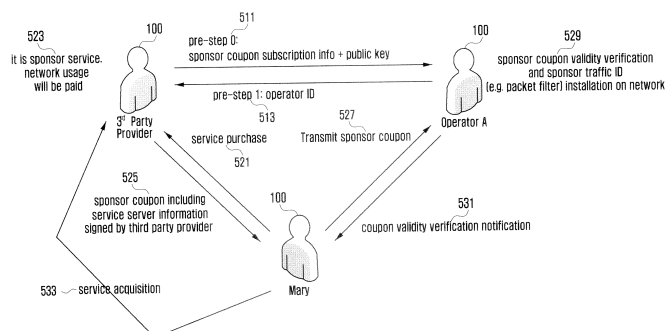 511
523
100
pre-step 0:
sponsor coupon subscription info + public key
100
529
it is sponsor service.
network usage
will be paid
sponsor coupon validity verification
and sponsor traffic ID
(e.g. packet filter) installation on network
pre-step 1: operator ID
3rd Party
Provider
513
527
Operator A
service purchase
Transmit sponsor coupon
521
525
sponsor coupon including
service server information
signed by third party provider
100
531
coupon validity verification notification
533
service acquisition
Mary